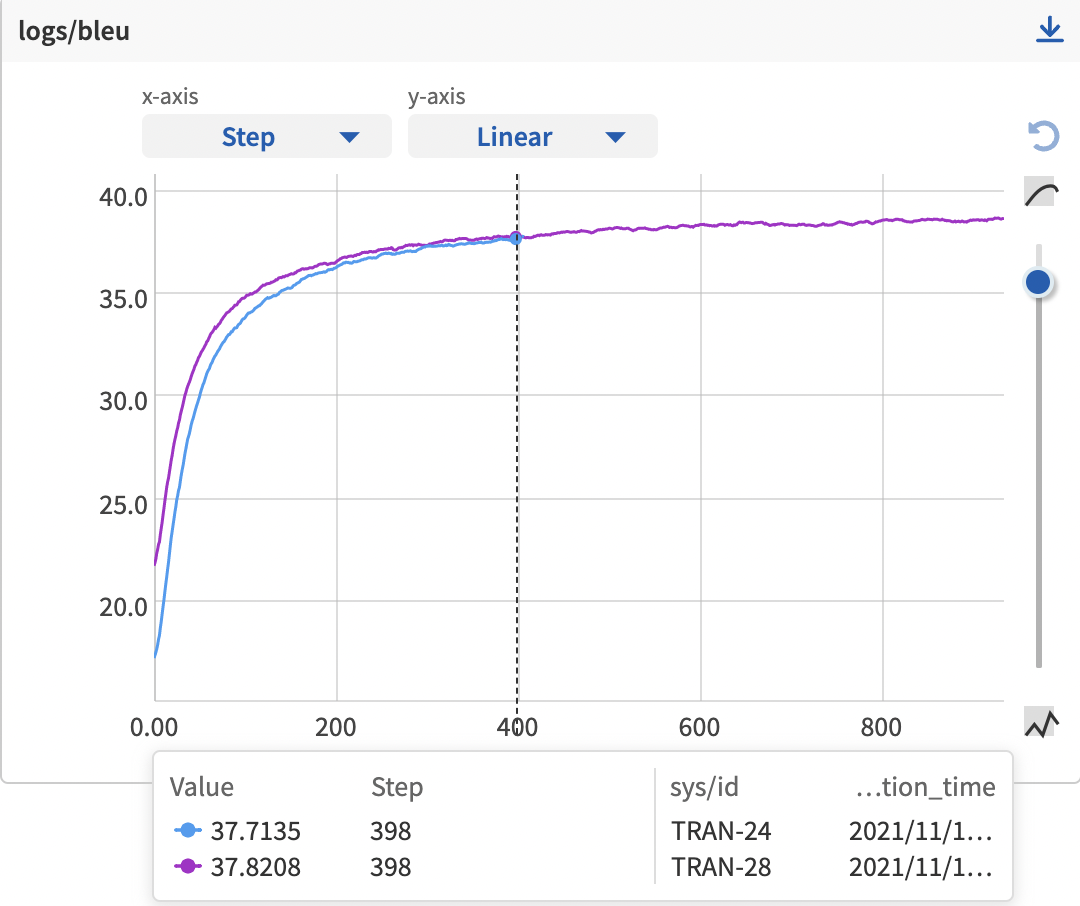 logs/bleu
x-axis y-axis
Step Linear
40.0
35.0
30.0
25.0
20.0
0.00 200 400 600 800
Value Step sys/id …tion_time
37.7135 398 TRAN-24 2021/11/1…
37.8208 398 TRAN-28 2021/11/1…